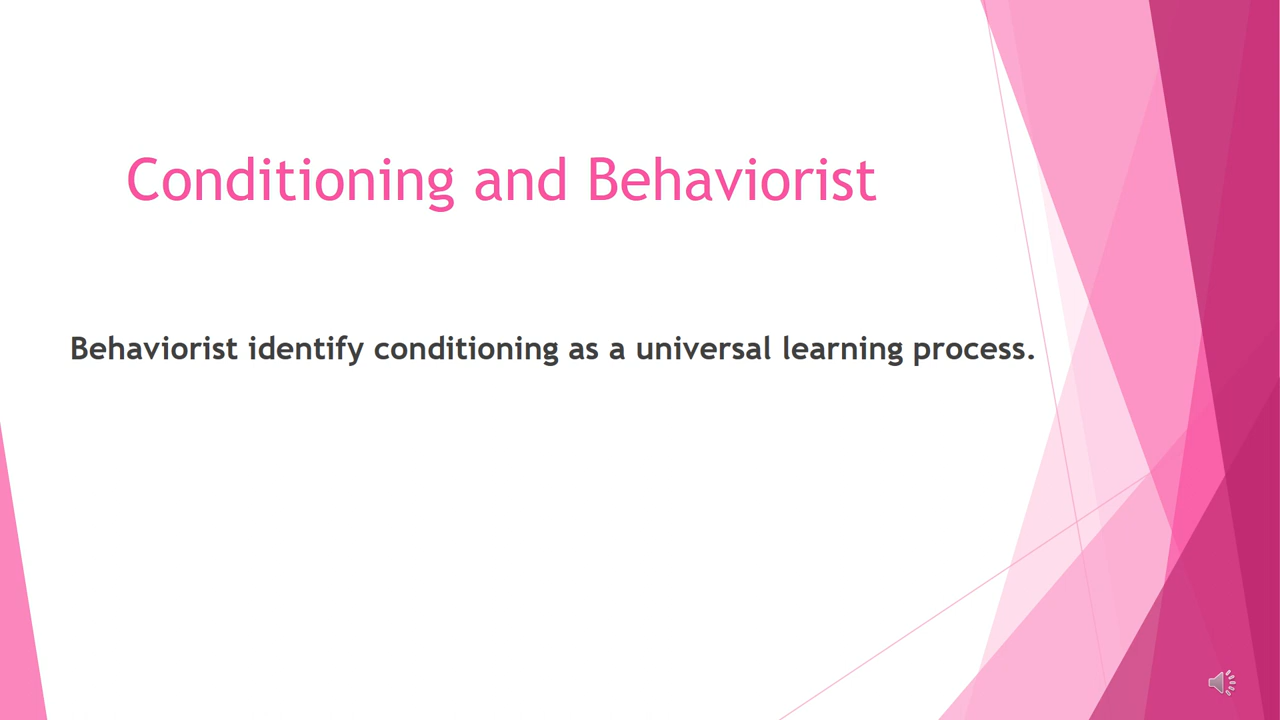 Conditioning and Behaviorist
Behaviorist identify conditioning as a universal learning process.